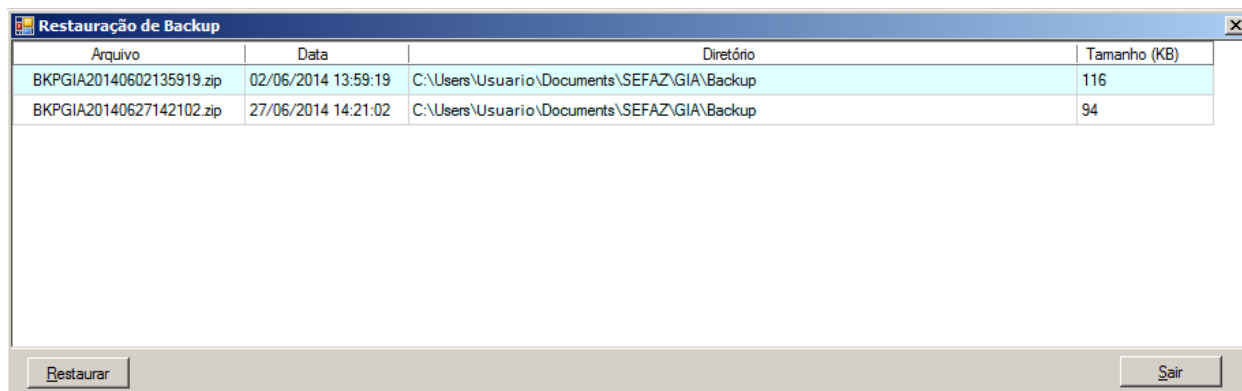 Restauração de Backup
Arquivo Data Diretório Tamanho (KB)
BKPGIA20140602135919.zip 02/06/2014 13:59:19 C:\Users\Usuario\Documents\SEFAZ\GIA\Backup 116
BKPGIA20140627142102.zip 27/06/2014 14:21:02 C:\Users\Usuario\Documents\SEFAZ\GIA\Backup 94
Restaurar Sair